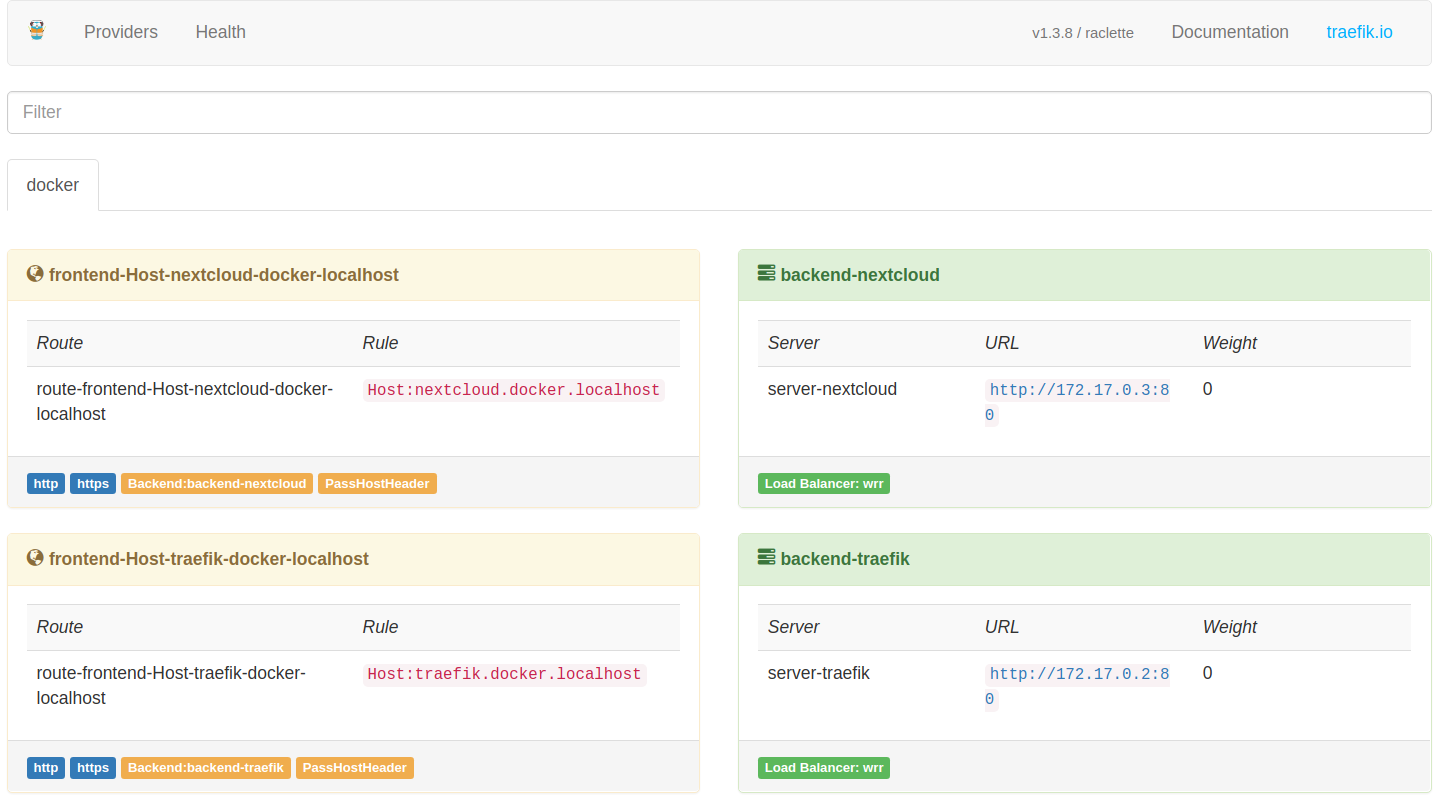 Providers Health v1.3.8 / raclette Documentation traefik.io
Filter
docker
frontend-Host-nextcloud-docker-localhost
Route Rule
route-frontend-Host-nextcloud-docker- Host:nextcloud.docker.localhost
localhost
http https Backend:backend-nextcloud PassHostHeader
backend-nextcloud
Server URL Weight
server-nextcloud http://172.17.0.3:8 0
0
Load Balancer: wrr
frontend-Host-traefik-docker-localhost
Route Rule
route-frontend-Host-traefik-docker- Host:traefik.docker.localhost
localhost
http https Backend:backend-traefik PassHostHeader
backend-traefik
Server URL Weight
server-traefik http://172.17.0.2:8 0
0
Load Balancer: wrr